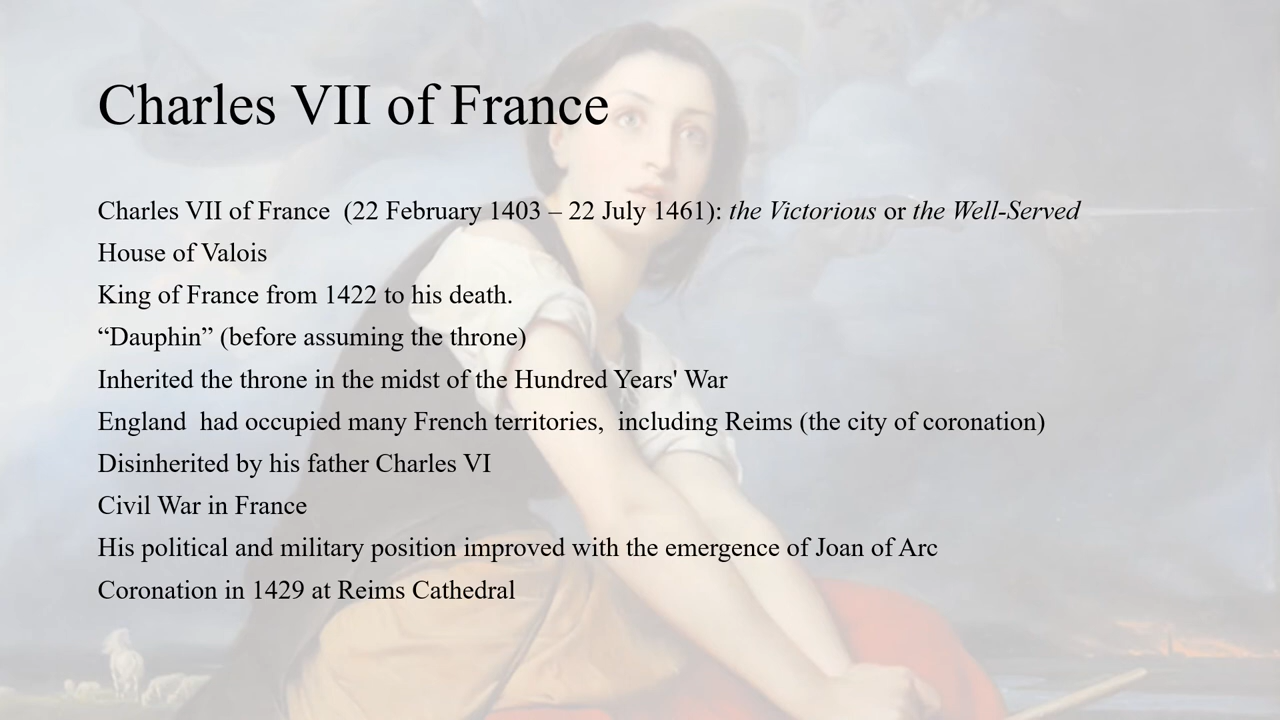 Charles VII of France
Charles VII of France  (22 February 1403 – 22 July 1461): the Victorious or the Well-Served
House of Valois
King of France from 1422 to his death.
“Dauphin” (before assuming the throne)
Inherited the throne in the midst of the Hundred Years' War
England  had occupied many French territories,  including Reims (the city of coronation)
Disinherited by his father Charles VI
Civil War in France
His political and military position improved with the emergence of Joan of Arc
Coronation in 1429 at Reims Cathedral